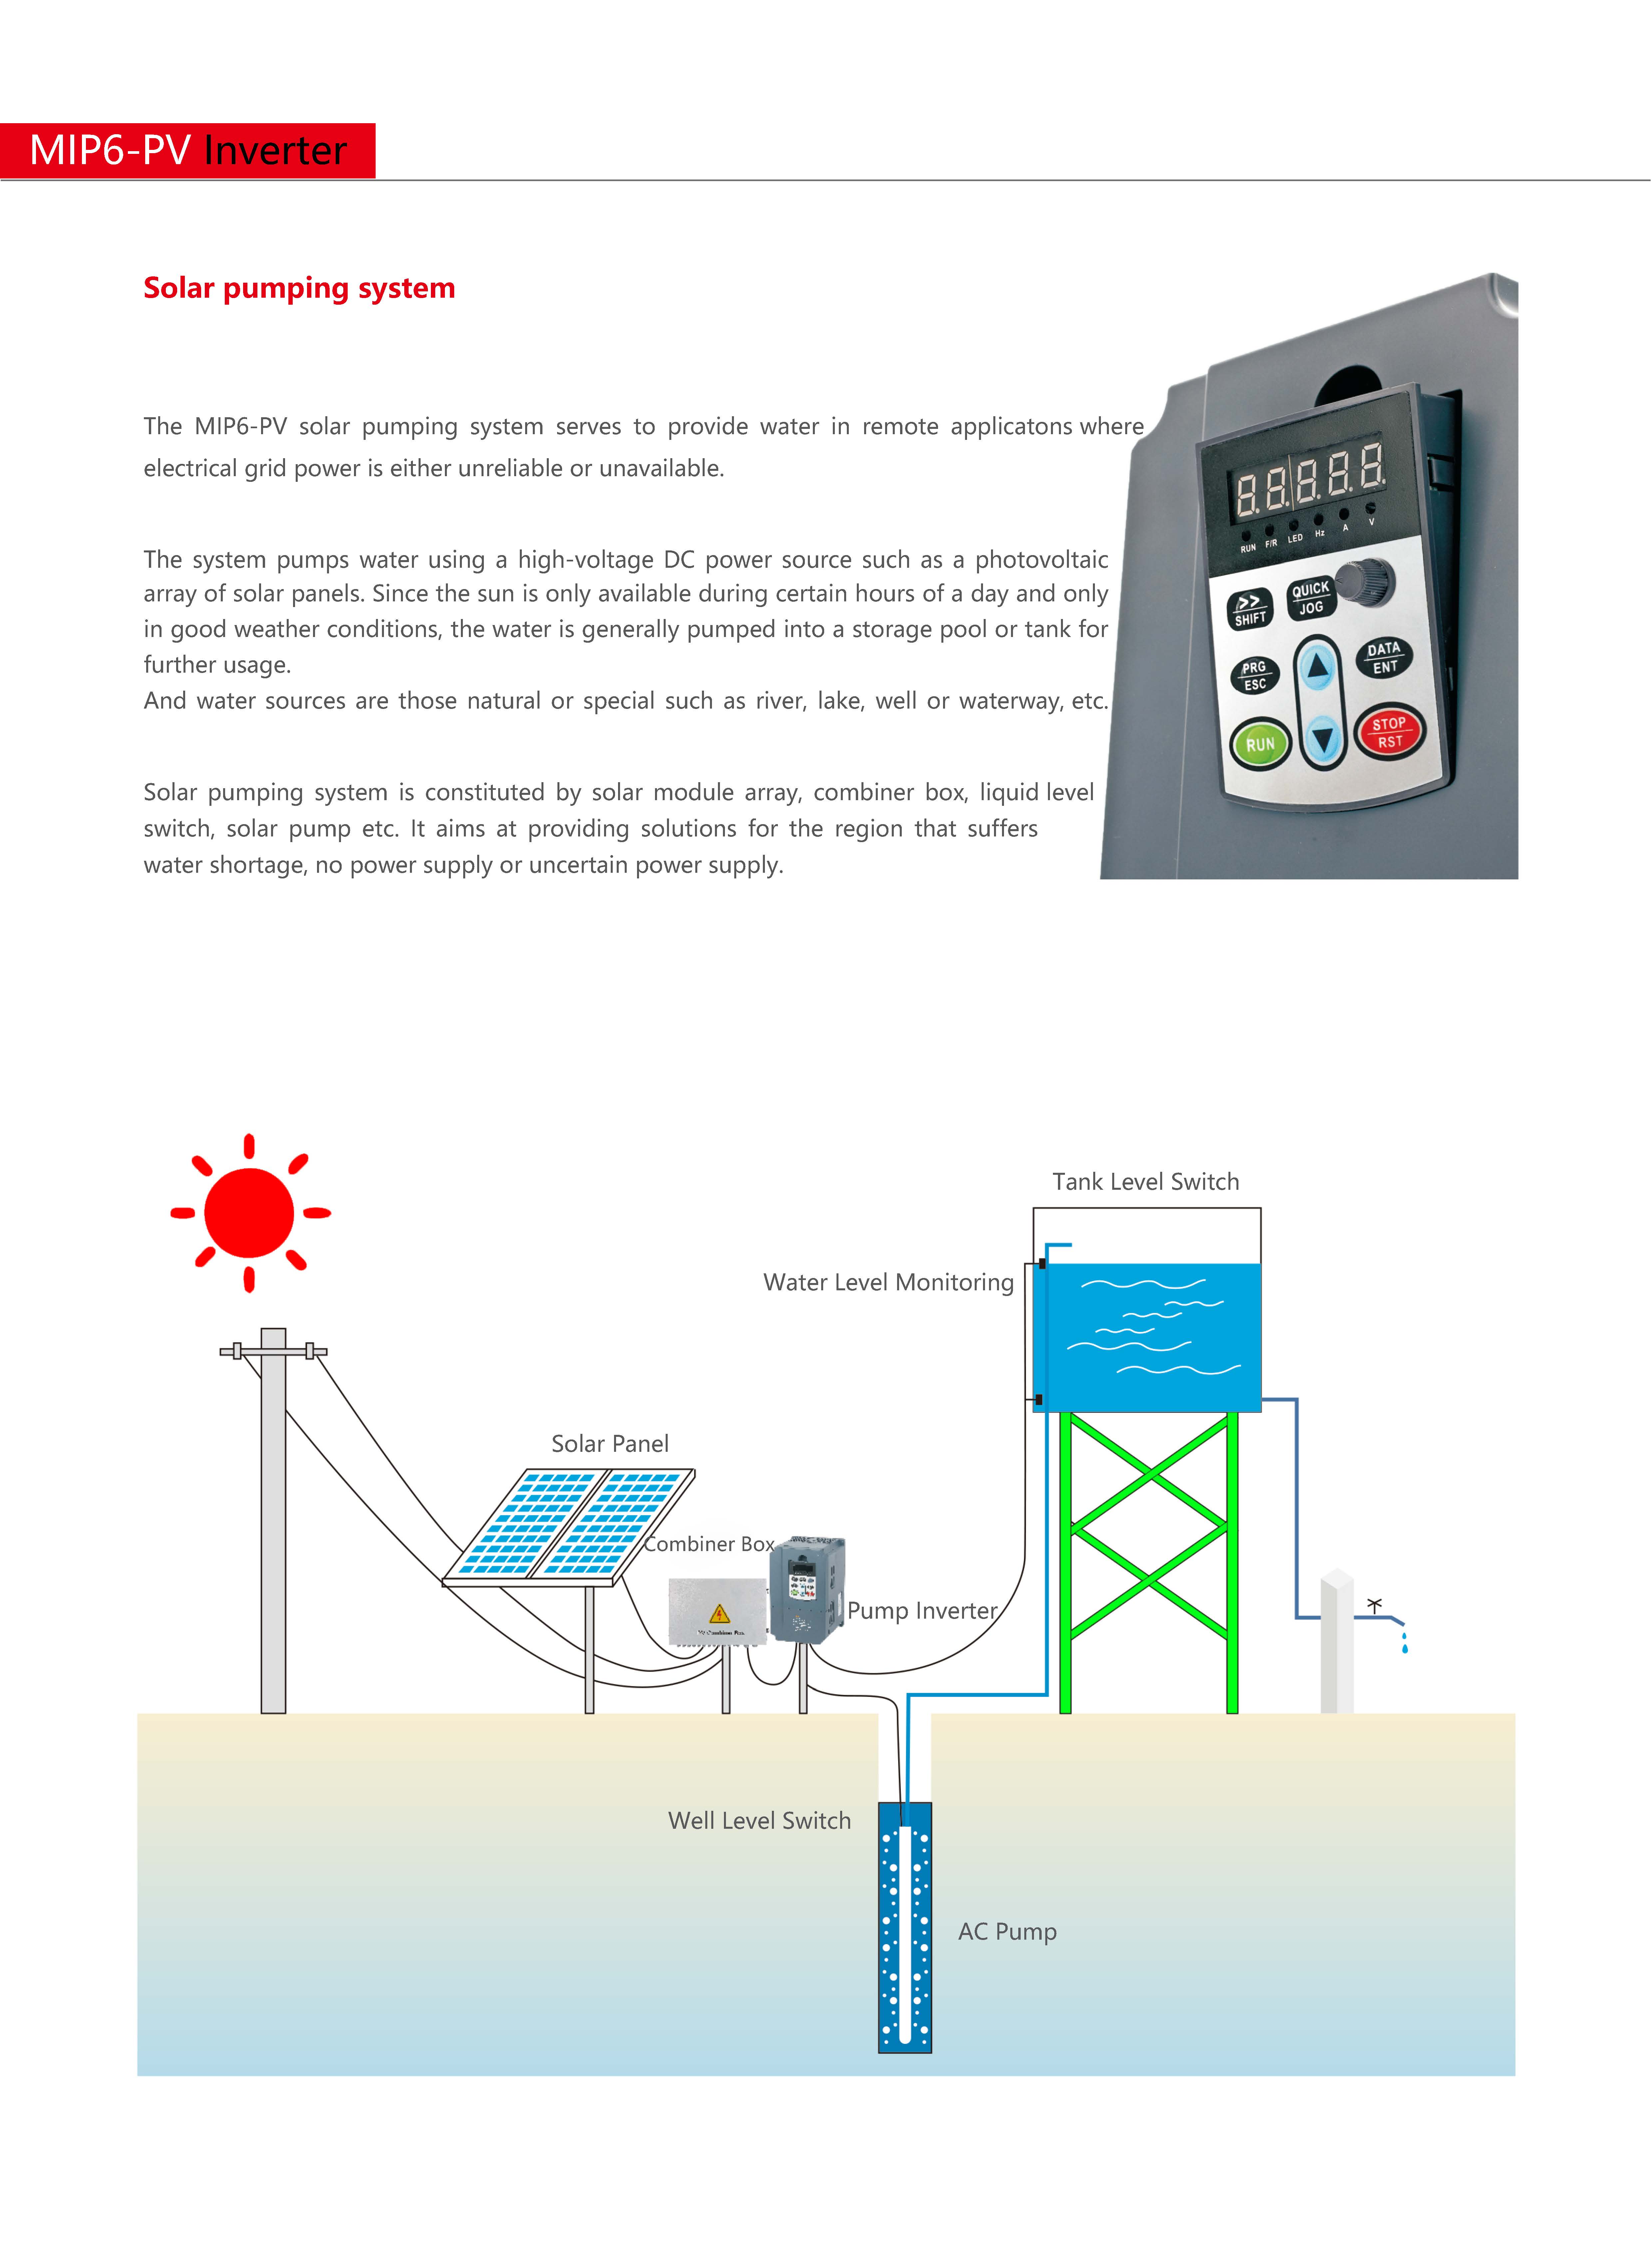 MIP6-PV Inverter
Solar pumping system
The MIP6-PV solar pumping system serves to provide water in remote applicatons where
electrical grid power is either unreliable or unavailable.
The system pumps water using a high-voltage DC power source such as a photovoltaic
array of solar panels. Since the sun is only available during certain hours of a day and only
in good weather conditions, the water is generally pumped into a storage pool or tank for
further usage.
And water sources are those natural or special such as river, lake, well or waterway, etc.
Solar pumping system is constituted by solar module array, combiner box, liquid level
switch, solar pump etc. It aims at providing solutions for the region that suffers
water shortage, no power supply or uncertain power supply.
88888
RUN F/R LED Hz A V
>> SHIFT
QUICK JOG
PRG ESC
DATA ENT
RUN
STOP RST
Tank Level Switch
Water Level Monitoring
Solar Panel
Combiner Box
Pump Inverter
PV Combiner Box
Well Level Switch
AC Pump